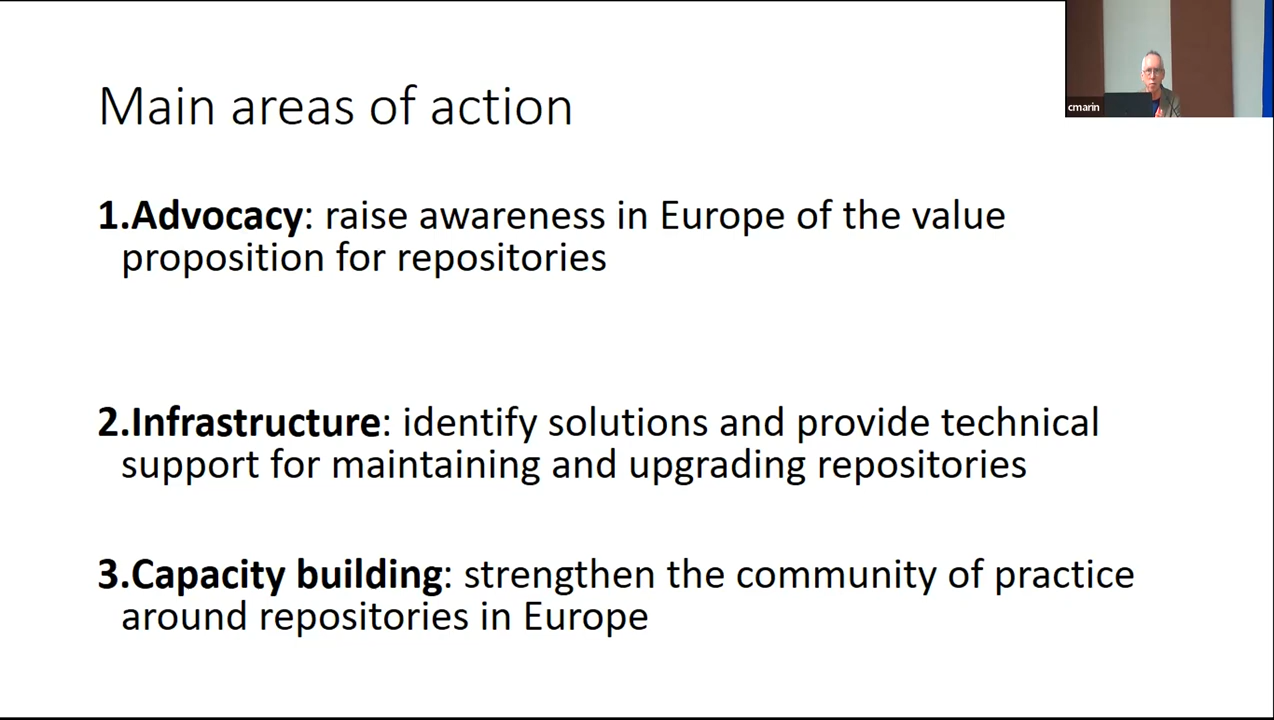 Main areas of action
cmarin
1.Advocacy: raise awareness in Europe of the value
proposition for repositories
2.Infrastructure: identify solutions and provide technical
support for maintaining and upgrading repositories
3.Capacity building: strengthen the community of practice
around repositories in Europe